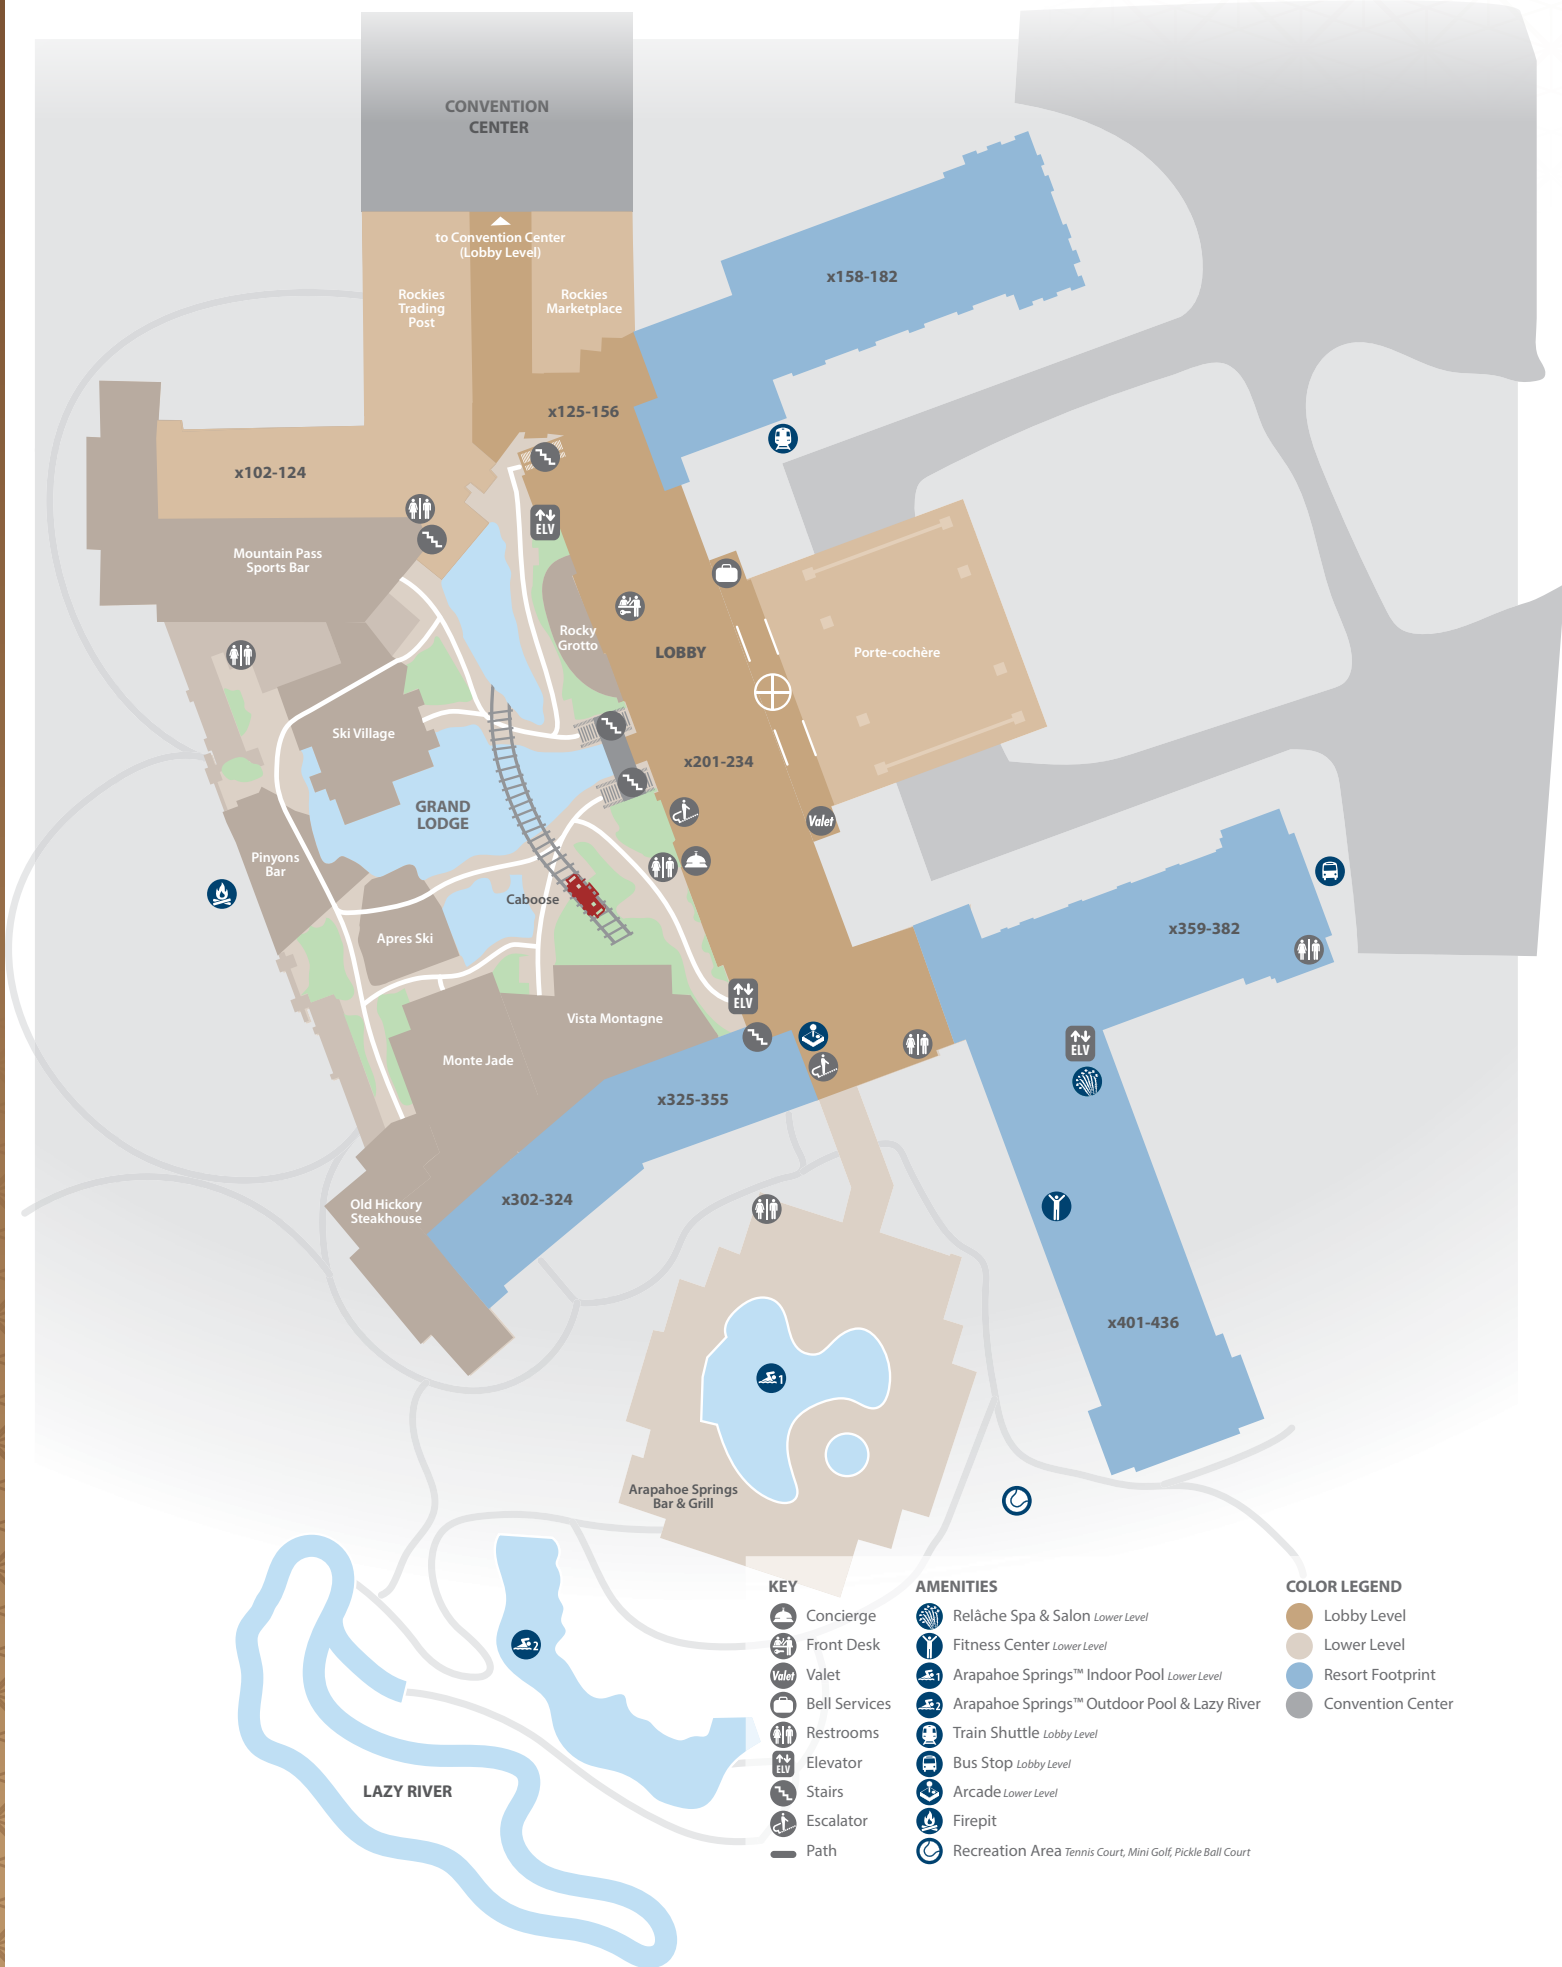 CONVENTION
CENTER
to Convention Center
(Lobby Level)
Rockies
Trading
Post
Rockies
Marketplace
x158-182
x125-156
x102-124
ELV
Mountain Pass
Sports Bar
Rocky
Grotto
LOBBY
Porte-cochère
Ski Village
x201-234
GRAND
LODGE
Valet
Pinyons
Bar
Caboose
Apres Ski
x359-382
ELV
Vista Montagne
Monte Jade
ELV
x325-355
x302-324
Old Hickory
Steakhouse
x401-436
1
Arapahoe Springs
Bar & Grill
2
LAZY RIVER
KEY
Concierge
Front Desk
Valet Valet
Bell Services
Restrooms
ELV Elevator
Stairs
Escalator
Path
AMENITIES
Relâche Spa & Salon Lower Level
Fitness Center Lower Level
1 Arapahoe Springs™ Indoor Pool Lower Level
2 Arapahoe Springs™ Outdoor Pool & Lazy River
Train Shuttle Lobby Level
Bus Stop Lobby Level
Arcade Lower Level
Firepit
Recreation Area Tennis Court, Mini Golf, Pickle Ball Court
COLOR LEGEND
Lobby Level
Lower Level
Resort Footprint
Convention Center